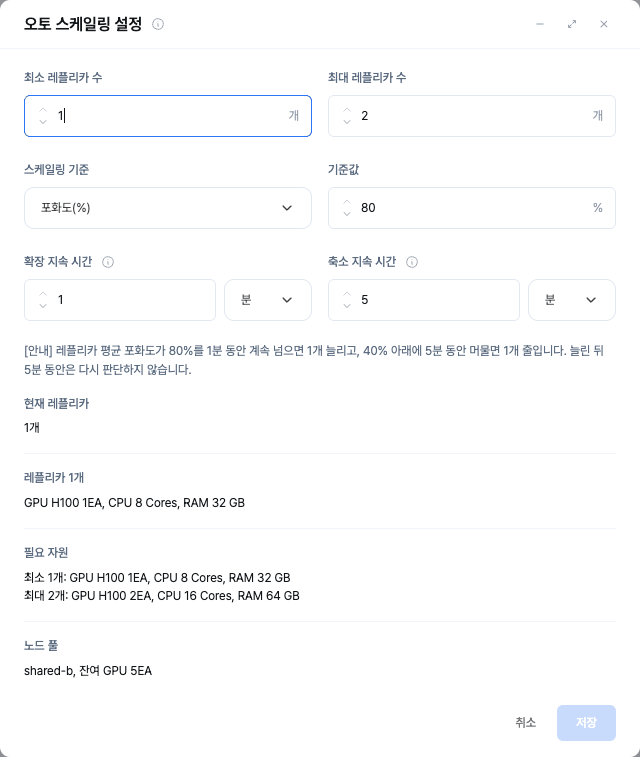 오토 스케일링 설정
최소 레플리카 수
최대 레플리카 수
1
개
2
개
스케일링 기준
기준값
포화도(%)
80
%
확장 지속 시간
축소 지속 시간
1
분
5
분
[안내] 레플리카 평균 포화도가 80%를 1분 동안 계속 넘으면 1개 늘리고, 40% 아래에 5분 동안 머물면 1개 줄입니다. 늘린 뒤
5분 동안은 다시 판단하지 않습니다.
현재 레플리카
1개
레플리카 1개
GPU H100 1EA, CPU 8 Cores, RAM 32 GB
필요 자원
최소 1개: GPU H100 1EA, CPU 8 Cores, RAM 32 GB
최대 2개: GPU H100 2EA, CPU 16 Cores, RAM 64 GB
노드 풀
shared-b, 잔여 GPU 5EA
취소
저장